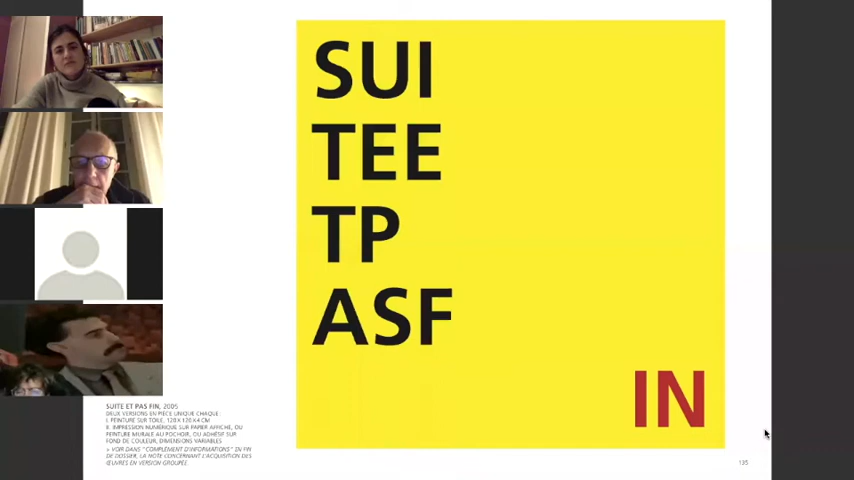 SUI
TEE
TP
ASF
IN
SUITE ET PAS FIN, 2005
DEUX VERSIONS EN PIÈCE UNIQUE CHAQUE :
I. PEINTURE SUR TOILE, 120 X 120 X 4 CM
II. IMPRESSION NUMÉRIQUE SUR PAPIER AFFICHE, OU
PEINTURE MURALE AU POCHOIR, OU ADHÉSIF SUR
FOND DE COULEUR, DIMENSIONS VARIABLES
> VOIR DANS "COMPLÉMENT D'INFORMATIONS" EN FIN
DE DOSSIER, LA NOTE CONCERNANT L'ACQUISITION DES
ŒUVRES EN VERSION GROUPÉE.
135